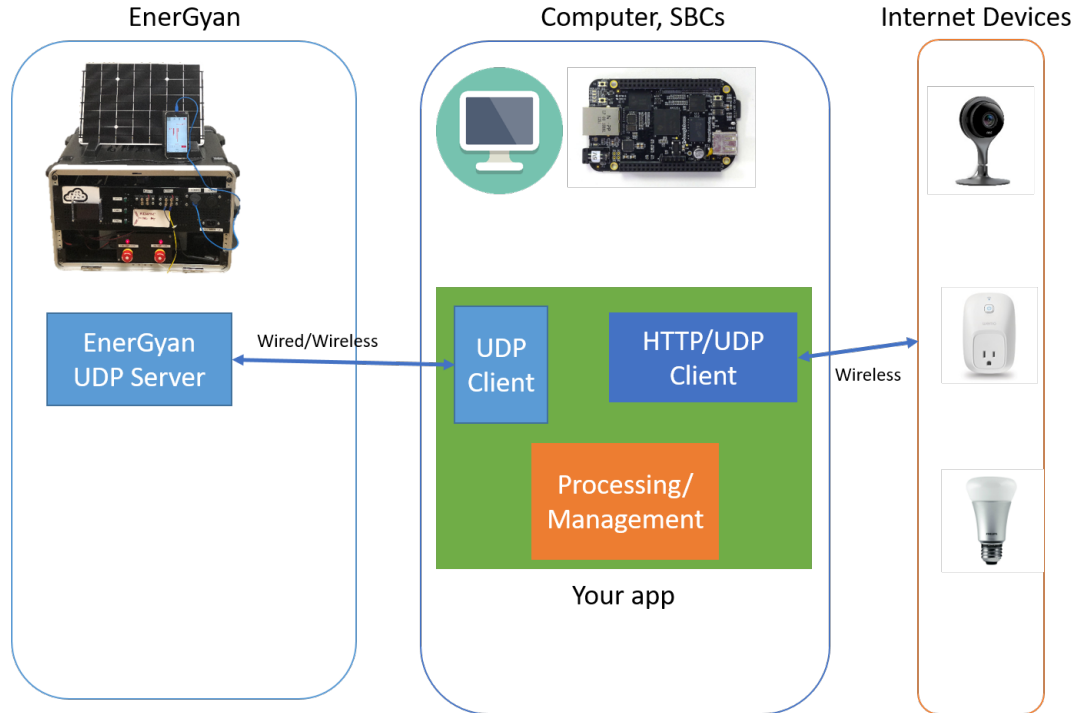 EnerGyan
Computer, SBCs
Internet Devices
EnerGyan
UDP Server
Wired/Wireless
UDP
Client
HTTP/UDP
Client
Wireless
Processing/
Management
Your app